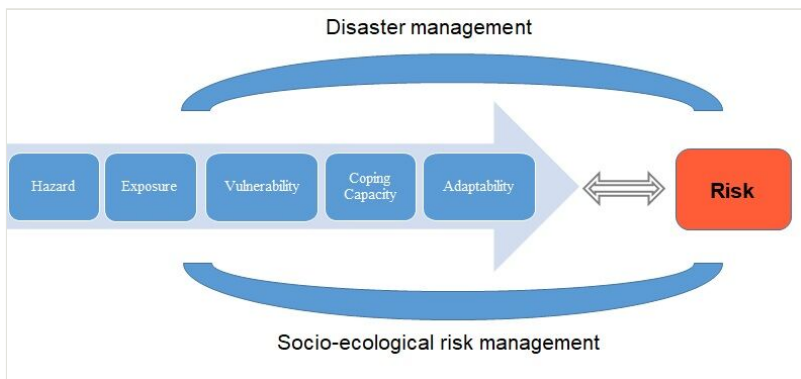 Disaster management
Hazard
Exposure
Vulnerability
Coping
Capacity
Adaptability
Risk
Socio-ecological risk management